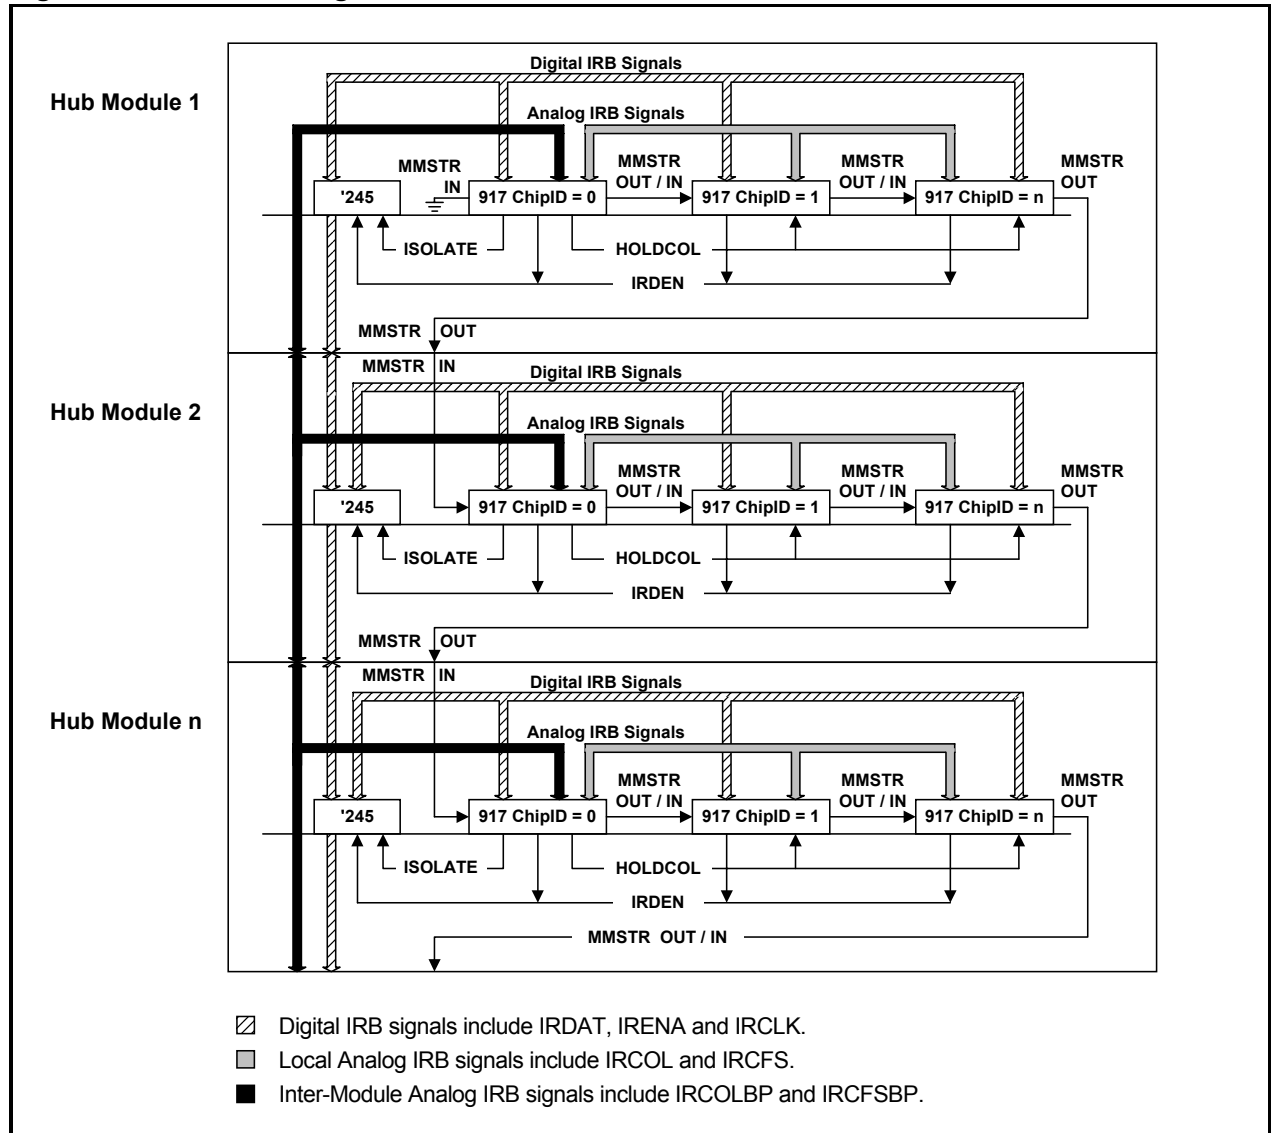 Digital IRB Signals
Hub Module 1
Analog IRB Signals
MMSTR IN
MMSTR OUT / IN
MMSTR OUT / IN
MMSTR OUT
'245
917 ChipID = 0
917 ChipID = 1
917 ChipID = n
ISOLATE
HOLDCOL
IRDEN
MMSTR OUT
MMSTR IN
Digital IRB Signals
Hub Module 2
Analog IRB Signals
MMSTR OUT / IN
MMSTR OUT / IN
MMSTR OUT
'245
917 ChipID = 0
917 ChipID = 1
917 ChipID = n
ISOLATE
HOLDCOL
IRDEN
MMSTR OUT
MMSTR IN
Digital IRB Signals
Hub Module n
Analog IRB Signals
MMSTR OUT / IN
MMSTR OUT / IN
MMSTR OUT
'245
917 ChipID = 0
917 ChipID = 1
917 ChipID = n
ISOLATE
HOLDCOL
IRDEN
MMSTR OUT / IN
Digital IRB signals include IRDAT, IRENA and IRCLK.
Local Analog IRB signals include IRCOL and IRCFS.
Inter-Module Analog IRB signals include IRCOLBP and IRCFSBP.